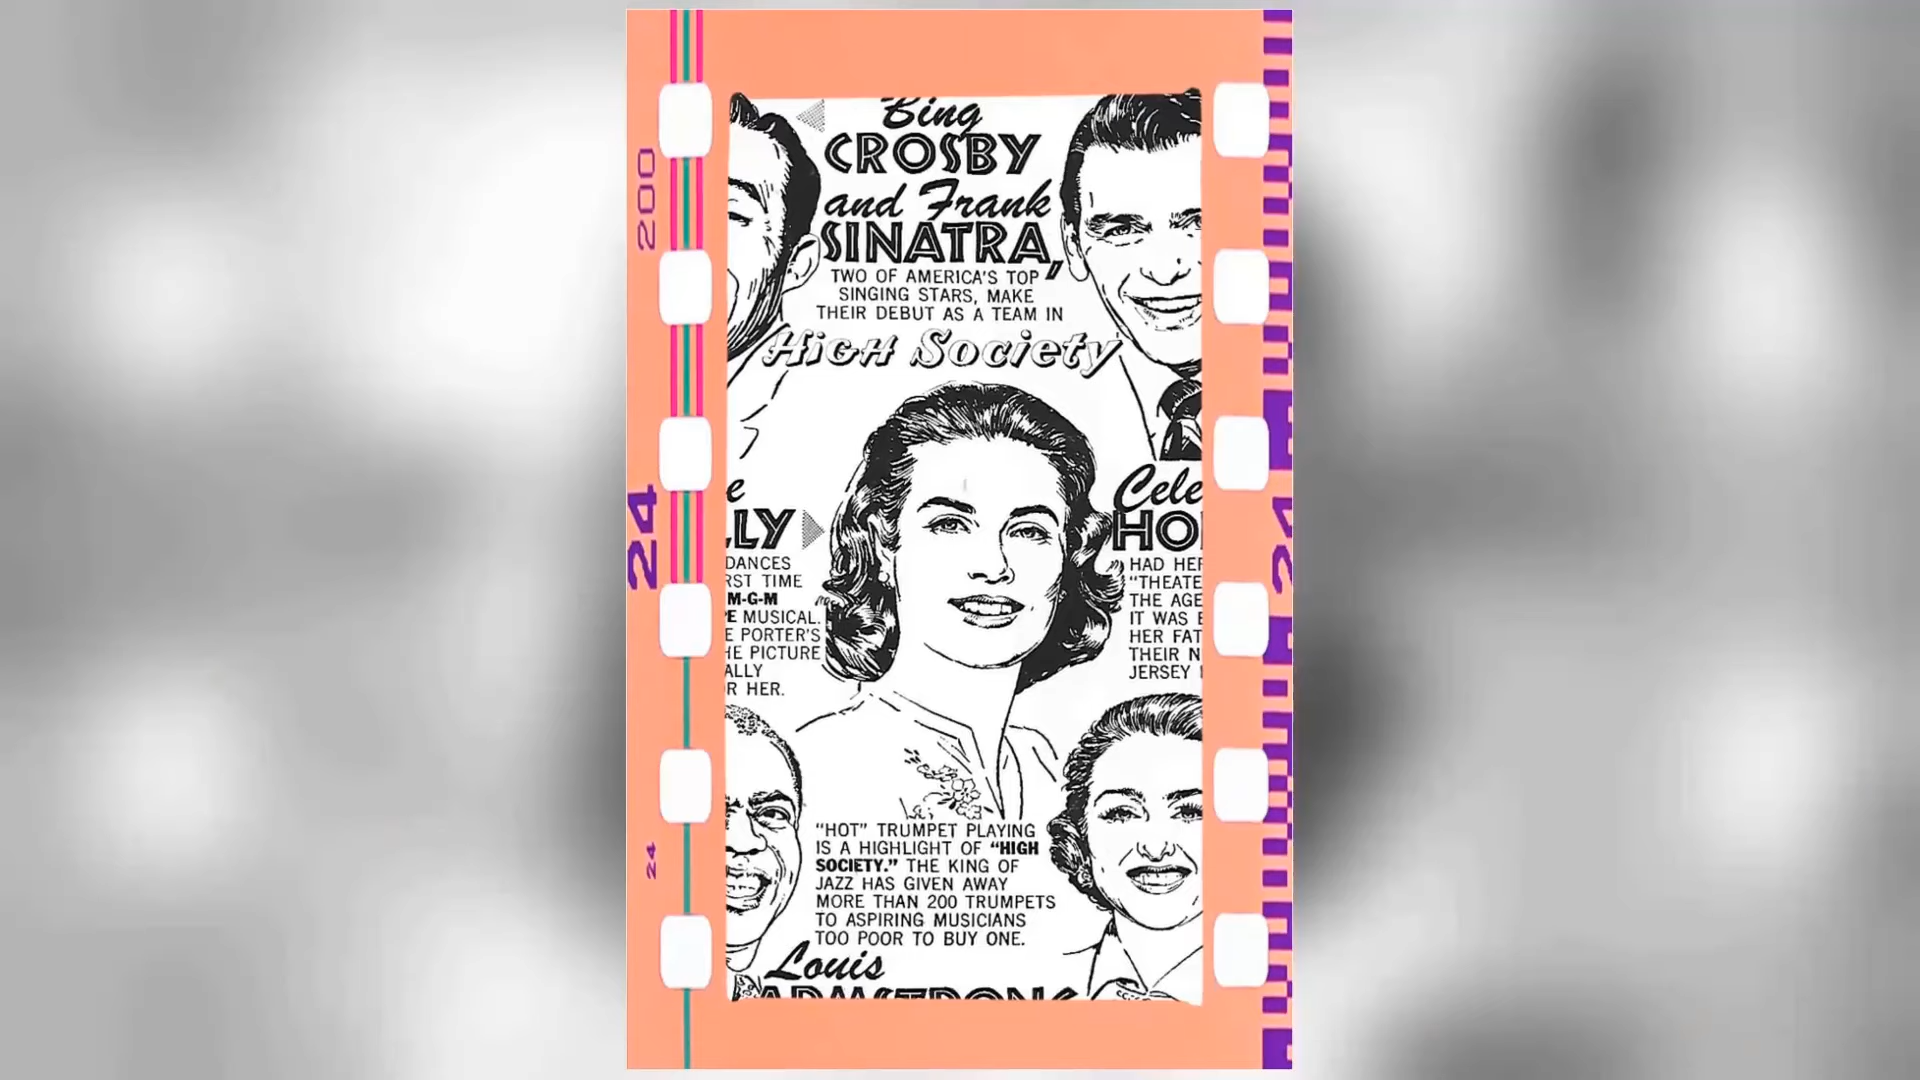 Bing
CROSBY
and Frank
SINATRA,
TWO OF AMERICA'S TOP
SINGING STARS, MAKE
THEIR DEBUT AS A TEAM IN
High Society
LLY
DANCES
RST TIME
M-G-M
E MUSICAL.
E PORTER'S
HE PICTURE
ALLY
R HER.
Cele
HO
HAD HER
"THEATE
THE AGE
IT WAS
HER FAT
THEIR N
JERSEY
"HOT" TRUMPET PLAYING
IS A HIGHLIGHT OF "HIGH
SOCIETY." THE KING OF
JAZZ HAS GIVEN AWAY
MORE THAN 200 TRUMPETS
TO ASPIRING MUSICIANS
TOO POOR TO BUY ONE.
Louis
ARMSTRONG
200
24
24
24